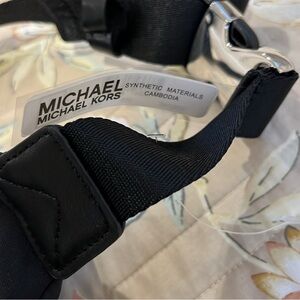 MICHAEL
MICHAEL KORS
SYNTHETIC MATERIALS
CAMBODIA